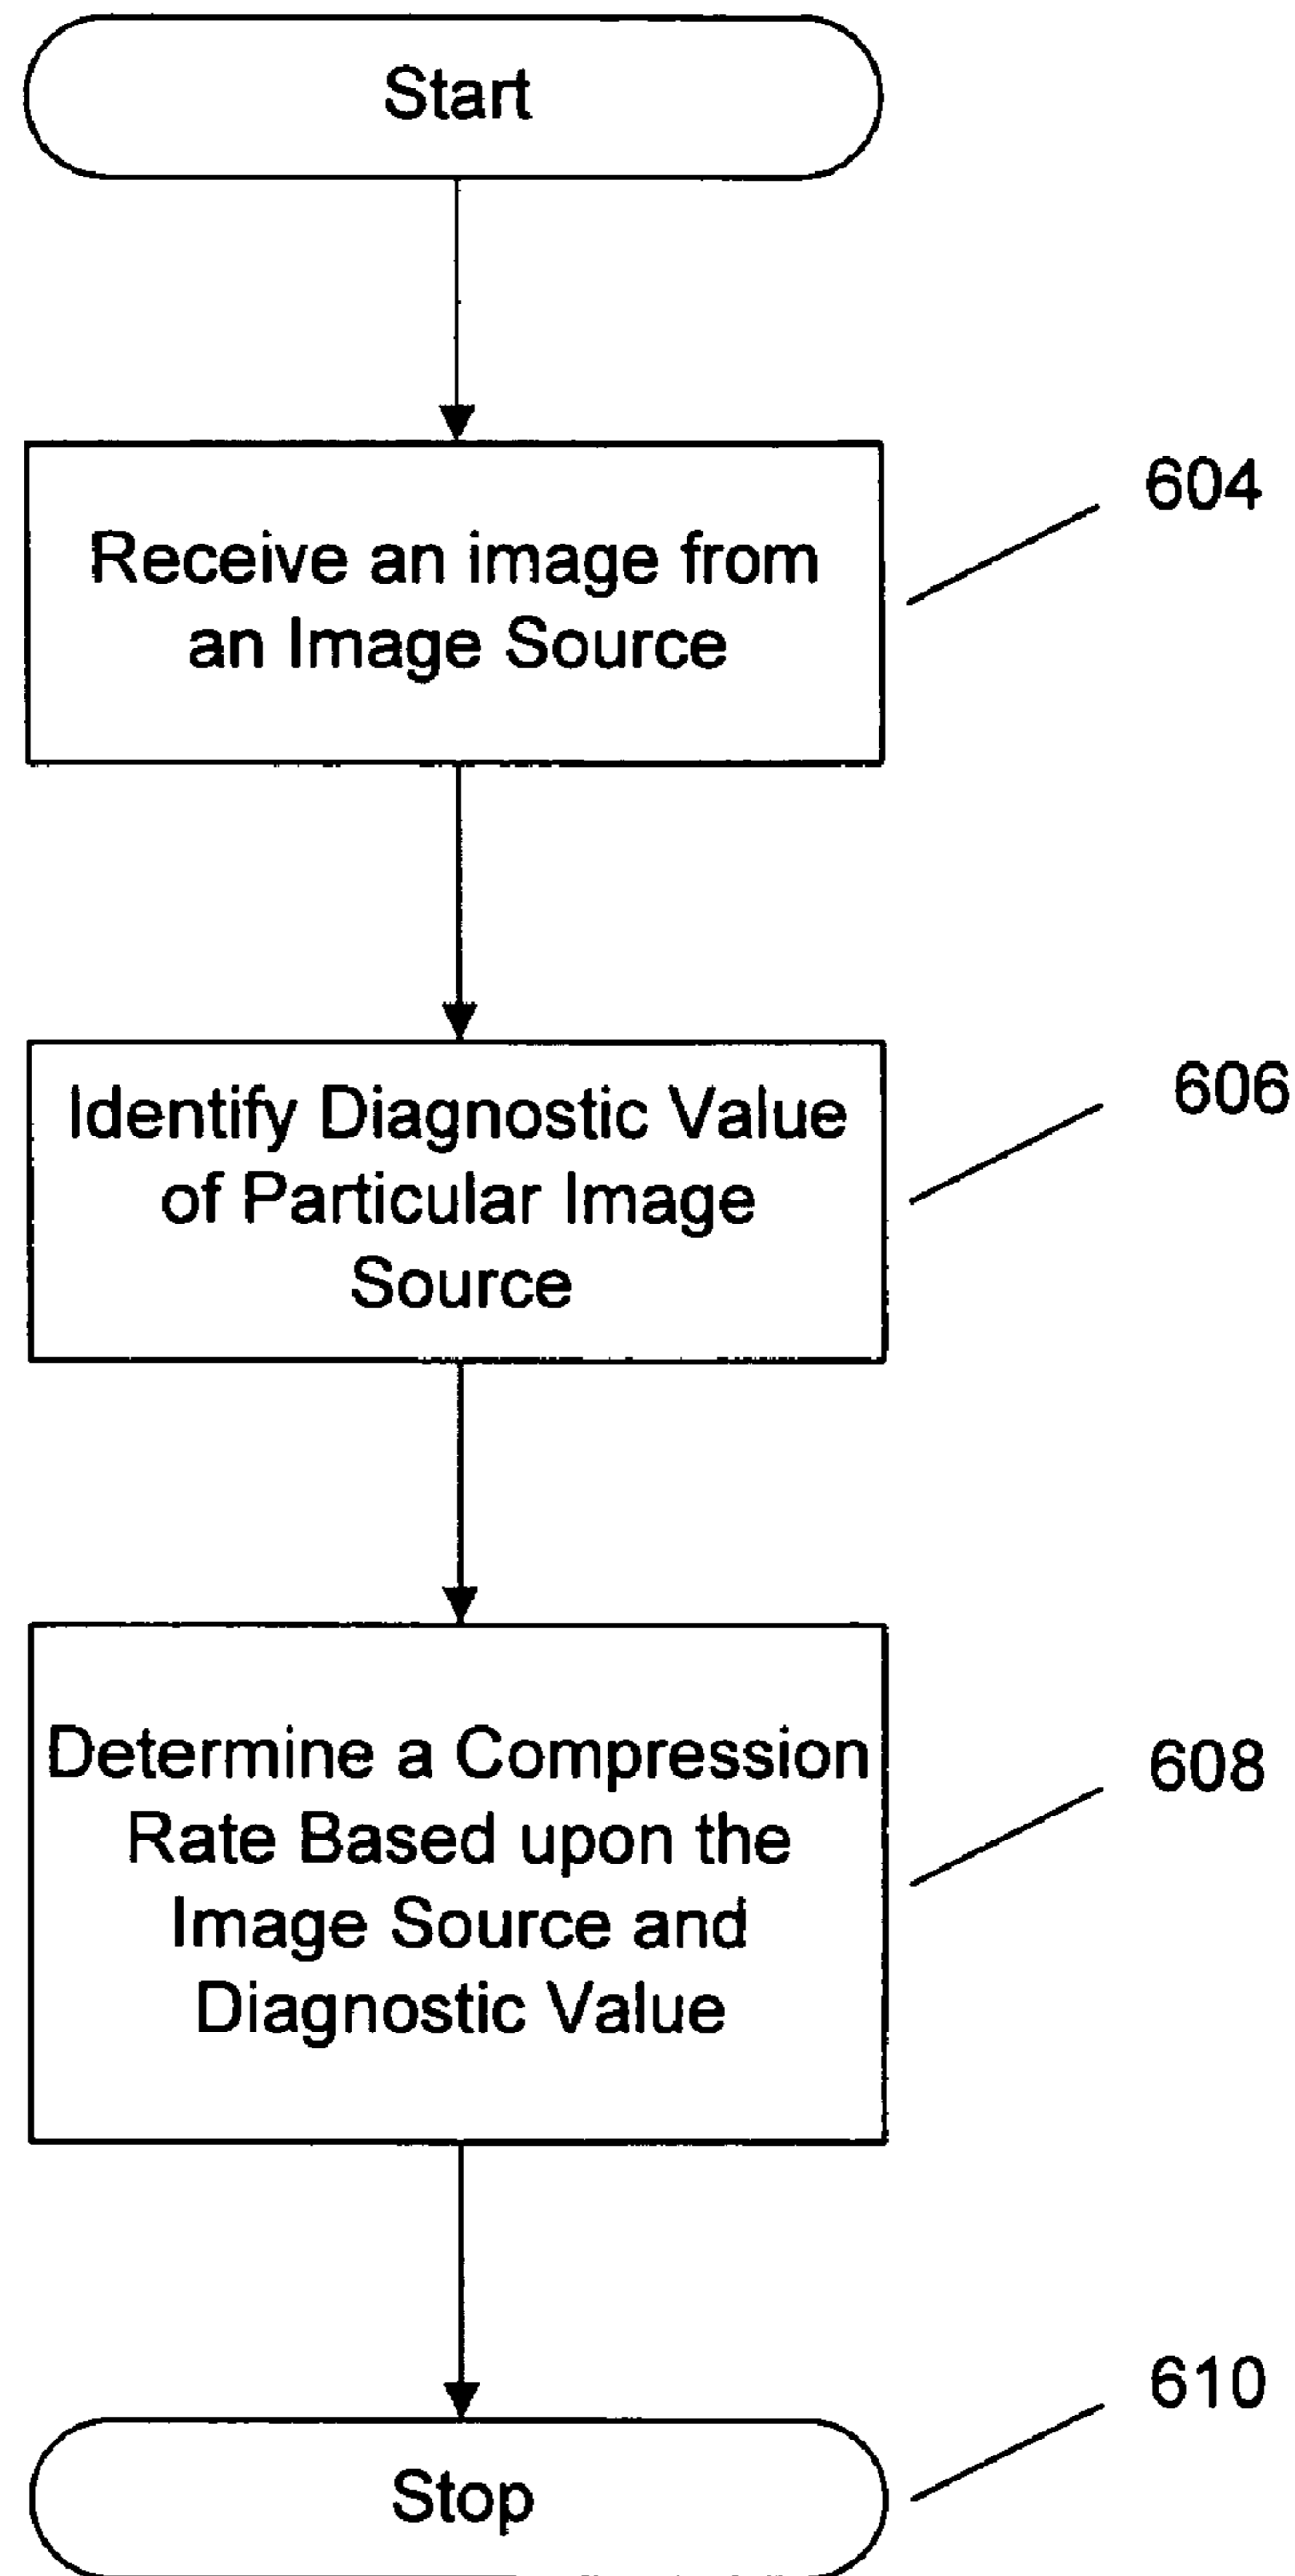 Start
Receive an image from
an Image Source
604
Identify Diagnostic Value
of Particular Image
Source
606
Determine a Compression
Rate Based upon the
Image Source and
Diagnostic Value
608
Stop
610